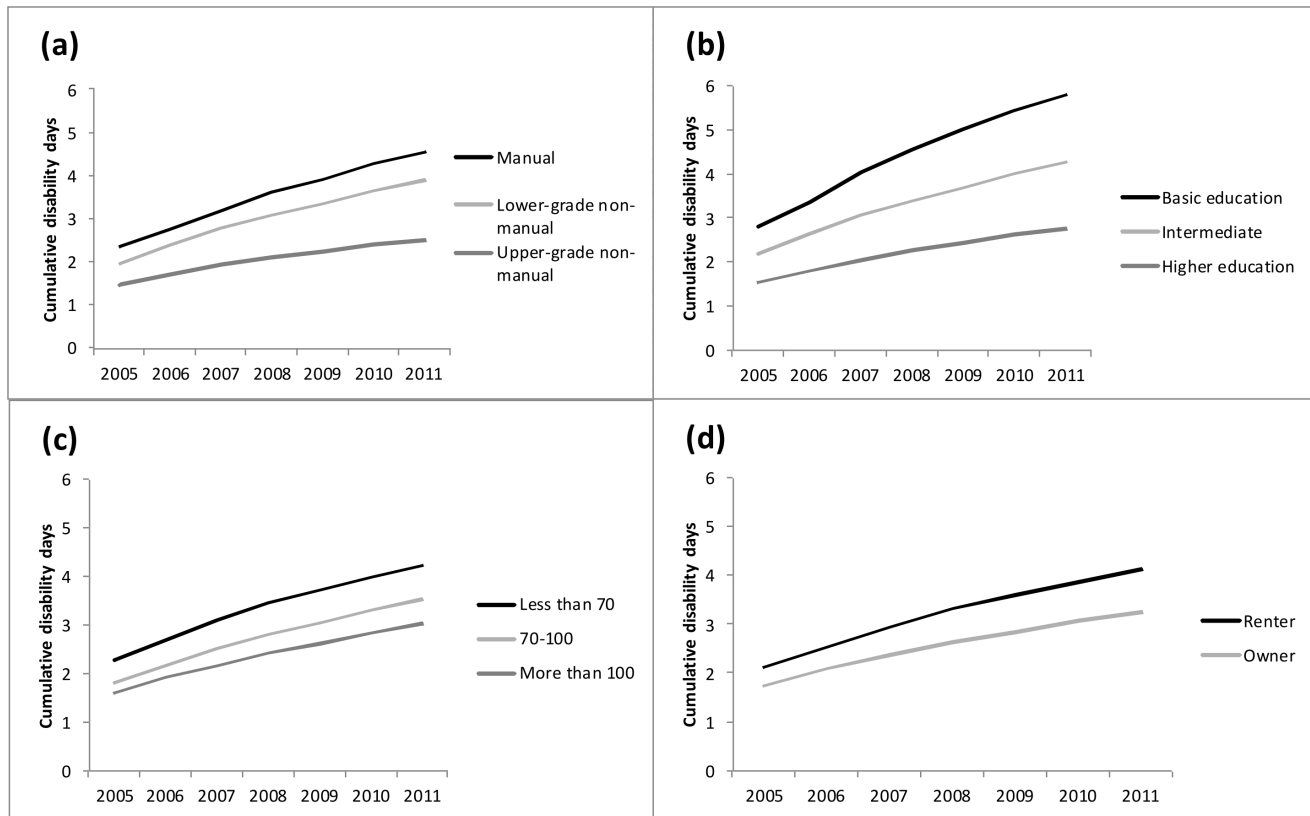 (a)
Cumulative disability days
6
5
4
3
2
1
0
2005 2006 2007 2008 2009 2010 2011
Manual
Lower-grade non-
manual
Upper-grade non-
manual
(b)
Cumulative disability days
6
5
4
3
2
1
0
2005 2006 2007 2008 2009 2010 2011
Basic education
Intermediate
Higher education
(c)
Cumulative disability days
6
5
4
3
2
1
0
2005 2006 2007 2008 2009 2010 2011
Less than 70
70-100
More than 100
(d)
Cumulative disability days
6
5
4
3
2
1
0
2005 2006 2007 2008 2009 2010 2011
Renter
Owner